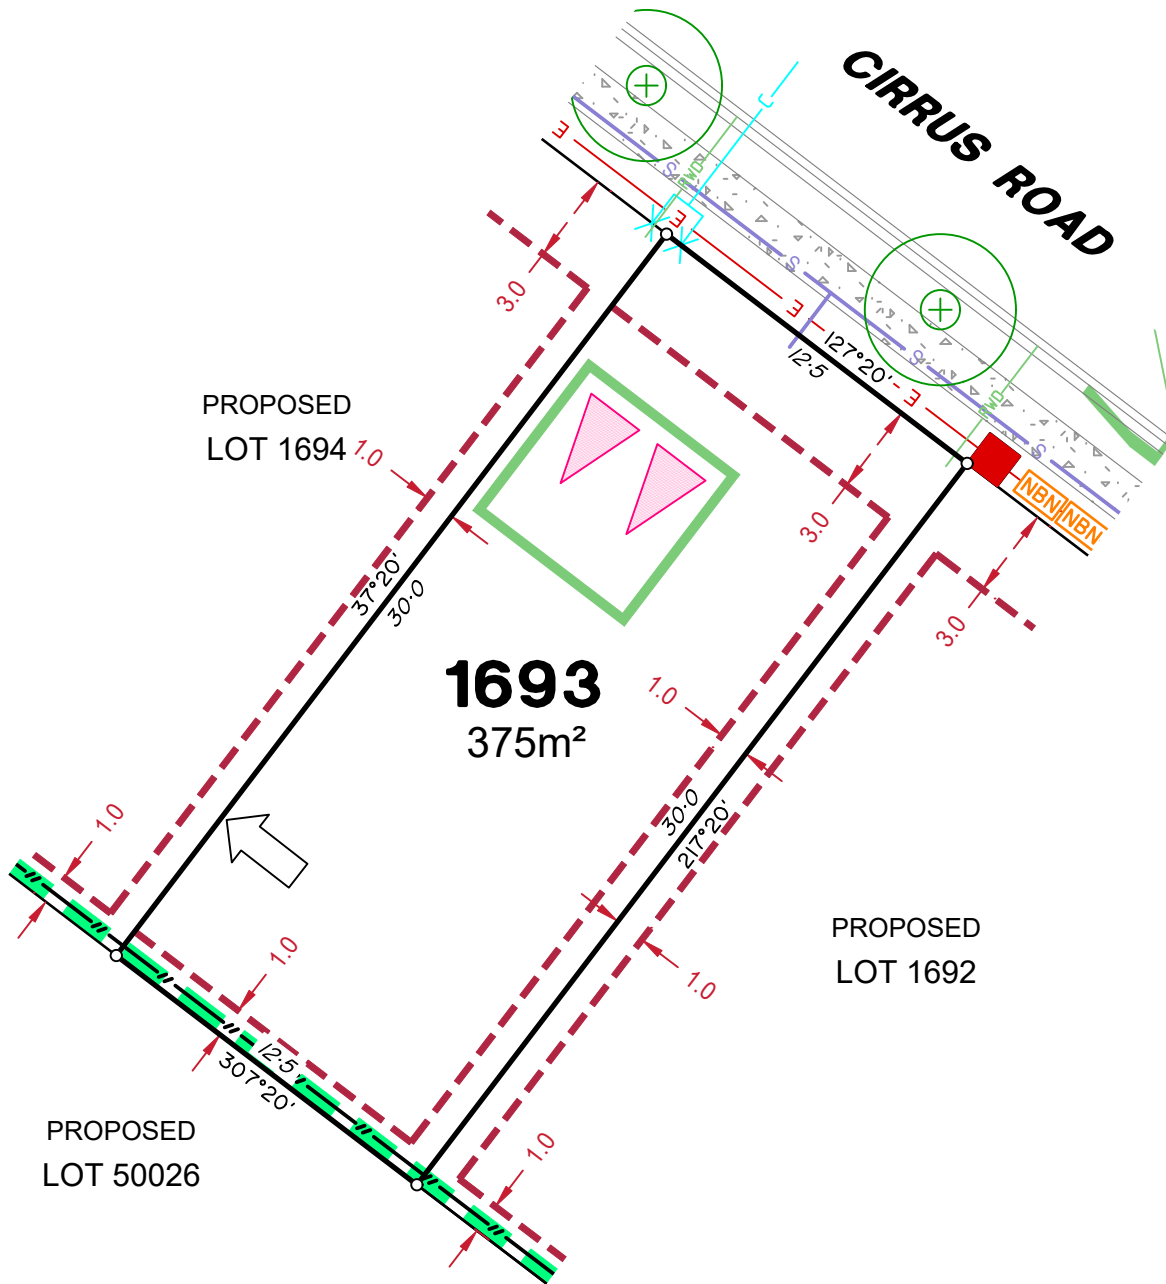 CIRRUS ROAD
C
E
RWD
S
E
3.0
S
E
127°20'
12·5
S
E
RWD
S
NBN
NBN
PROPOSED
LOT 1694
1.0
3.0
3.0
37°20'
30·0
1693
375m²
1.0
30·0
217°20'
1.0
PROPOSED
LOT 1692
1.0
1.0
12·5
307°20'
PROPOSED
LOT 50026
1.0